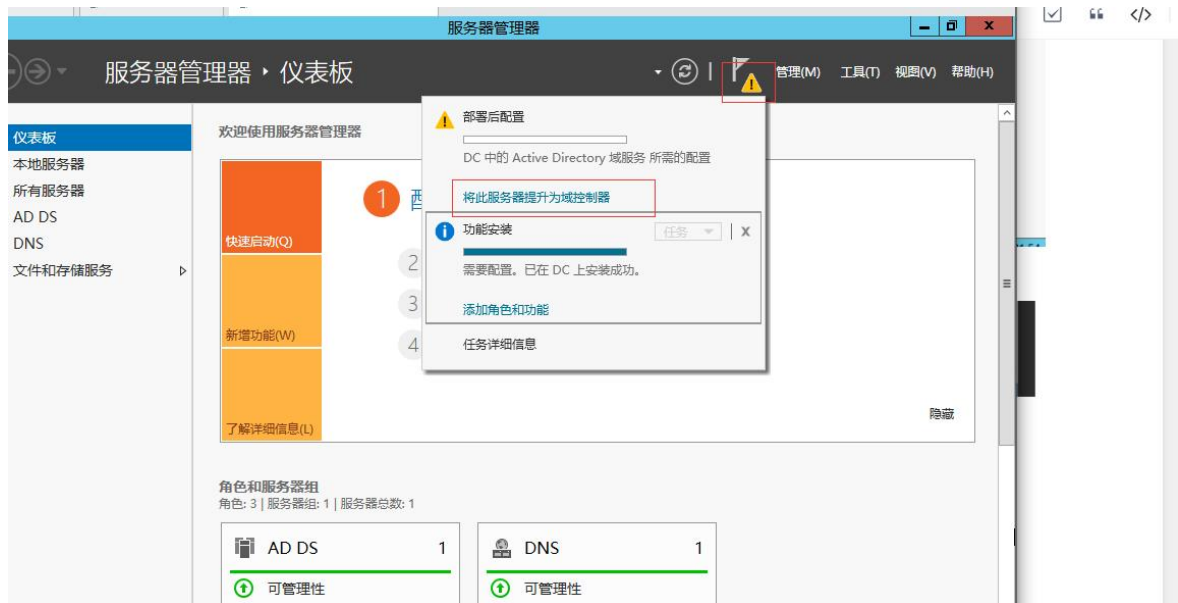 服务器管理器
服务器管理器 • 仪表板
管理(M) 工具(T) 视图(V) 帮助(H)
仪表板
本地服务器
所有服务器
AD DS
DNS
文件和存储服务
欢迎使用服务器管理器
快速启动(Q)
新增功能(W)
了解详细信息(L)
1
2
3
4
部署后配置
DC 中的 Active Directory 域服务 所需的配置
将此服务器提升为域控制器
功能安装
任务
X
需要配置。已在 DC 上安装成功。
添加角色和功能
任务详细信息
隐藏
角色和服务器组
角色: 3 | 服务器组: 1 | 服务器总数: 1
AD DS 1
可管理性
DNS 1
可管理性